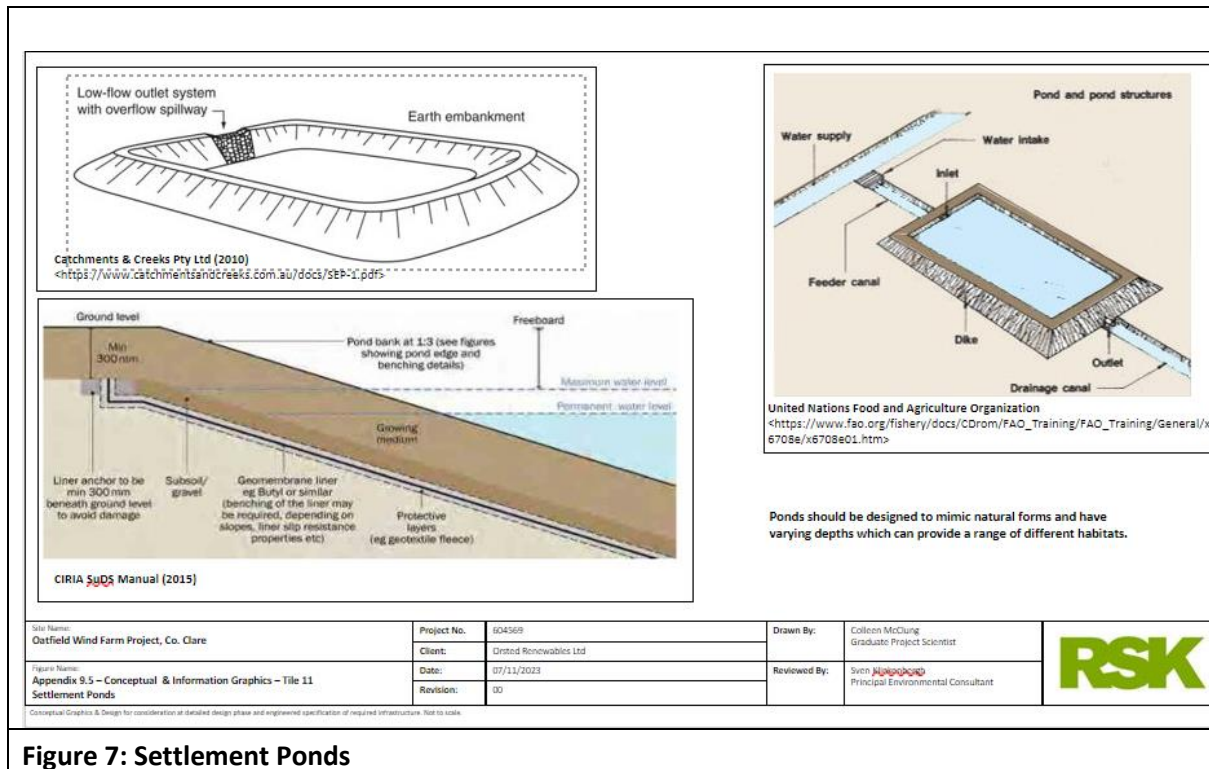 Low-flow outlet system
with overflow spillway
Earth embankment
Catchments & Creeks Pty Ltd (2010)
<https://www.catchmentsandcreeks.com.au/docs/SEP-1.pdf>
Pond and pond structures
Water supply
Water intake
Inlet
Feeder canal
Dike
Outlet
Drainage canal
United Nations Food and Agriculture Organization
<https://www.fao.org/fishery/docs/CDrom/FAO_Training/FAO_Training/General/x
6708e/x6708e01.htm>
Ground level
Min
300 mm
Pond bank at 1:3 (see figures
showing pond edge and
benching details)
Freeboard
Maximum water level
Permanent water level
Growing
medium
Liner anchor to be
min 300 mm
beneath ground level
to avoid damage
Subsoil/
gravel
Geomembrane liner
eg Butyl or similar
(benching of the liner may
be required, depending on
slopes, liner slip resistance
properties etc)
Protective
layers
(eg geotextile fleece)
CIRIA SuDS Manual (2015)
Ponds should be designed to mimic natural forms and have
varying depths which can provide a range of different habitats.
Site Name:
Oatfield Wind Farm Project, Co. Clare
Project No.
604569
Client:
Orsted Renewables Ltd
Drawn By:
Colleen McClung
Graduate Project Scientist
Figure Name:
Appendix 9.5 – Conceptual & Information Graphics – Tile 11
Settlement Ponds
Date:
07/11/2023
Revision:
00
Reviewed By:
Sven
Principal Environmental Consultant
RSK
Conceptual Graphics & Design for consideration at detailed design phase and engineered specification of required infrastructure. Not to scale.
Figure 7: Settlement Ponds